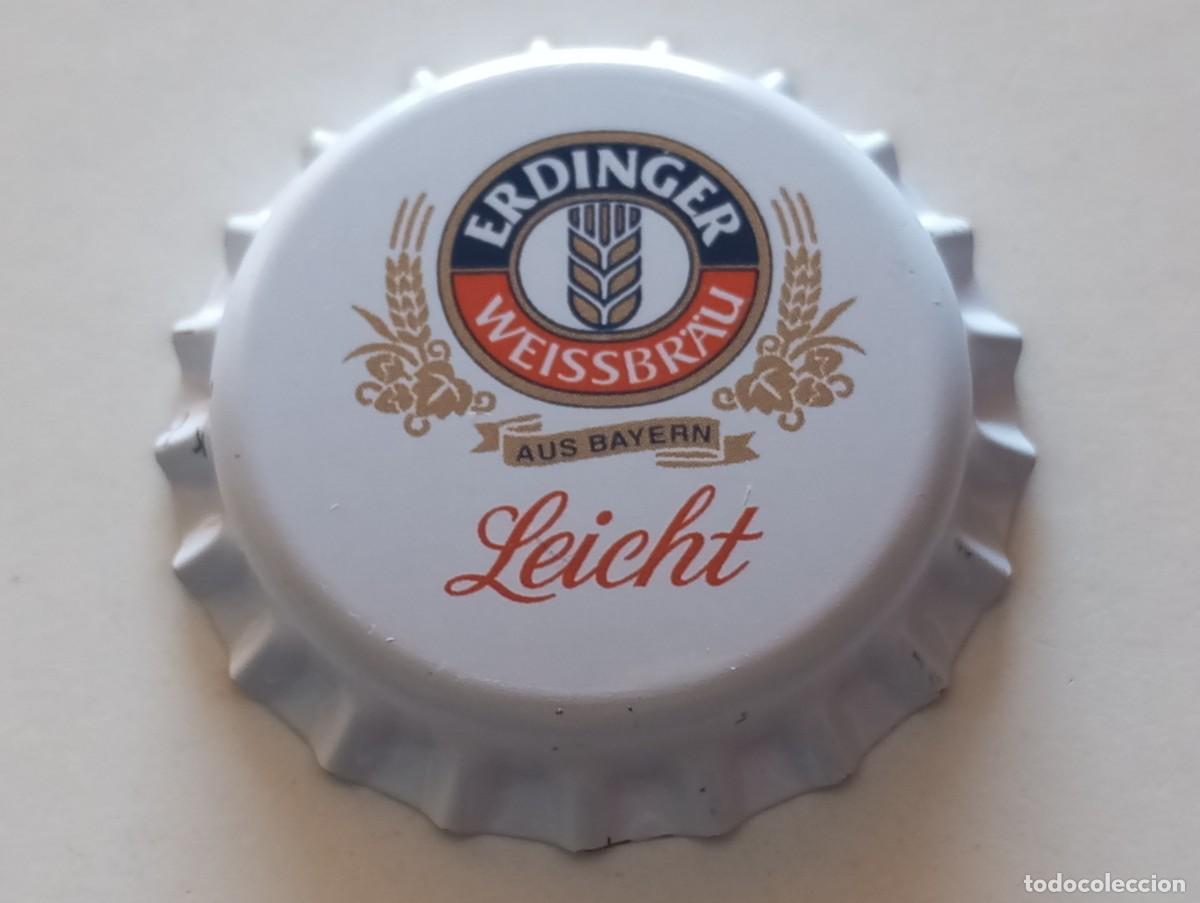 ERDINGER
WEISSBRÄU
AUS BAYERN
Leicht
todocoleccion